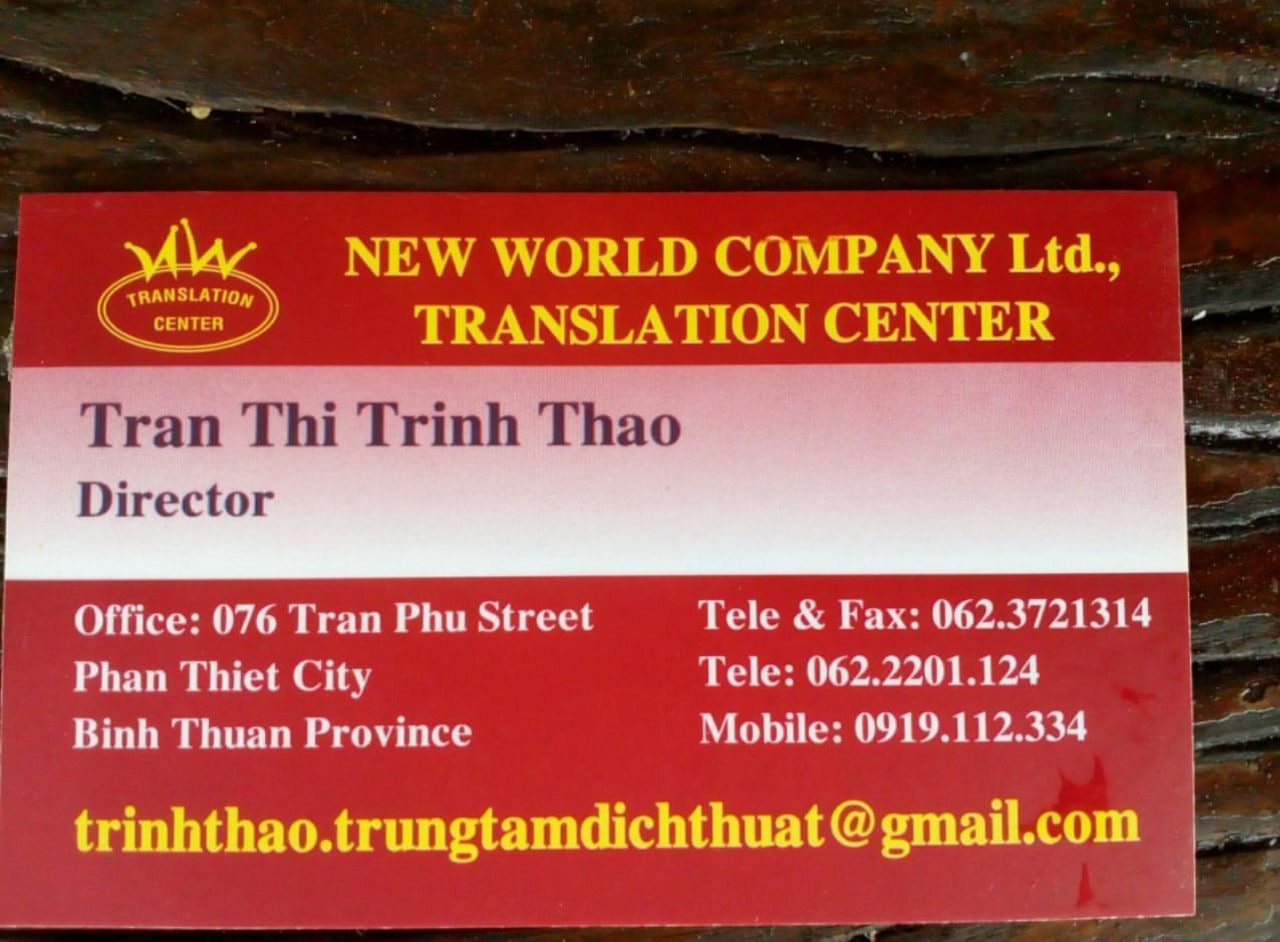 TRANSLATION
CENTER
NEW WORLD COMPANY Ltd.,
TRANSLATION CENTER
Tran Thi Trinh Thao
Director
Office: 076 Tran Phu Street
Phan Thiet City
Binh Thuan Province
Tele & Fax: 062.3721314
Tele: 062.2201.124
Mobile: 0919.112.334
trinhthao.trungtamdichthuat@gmail.com